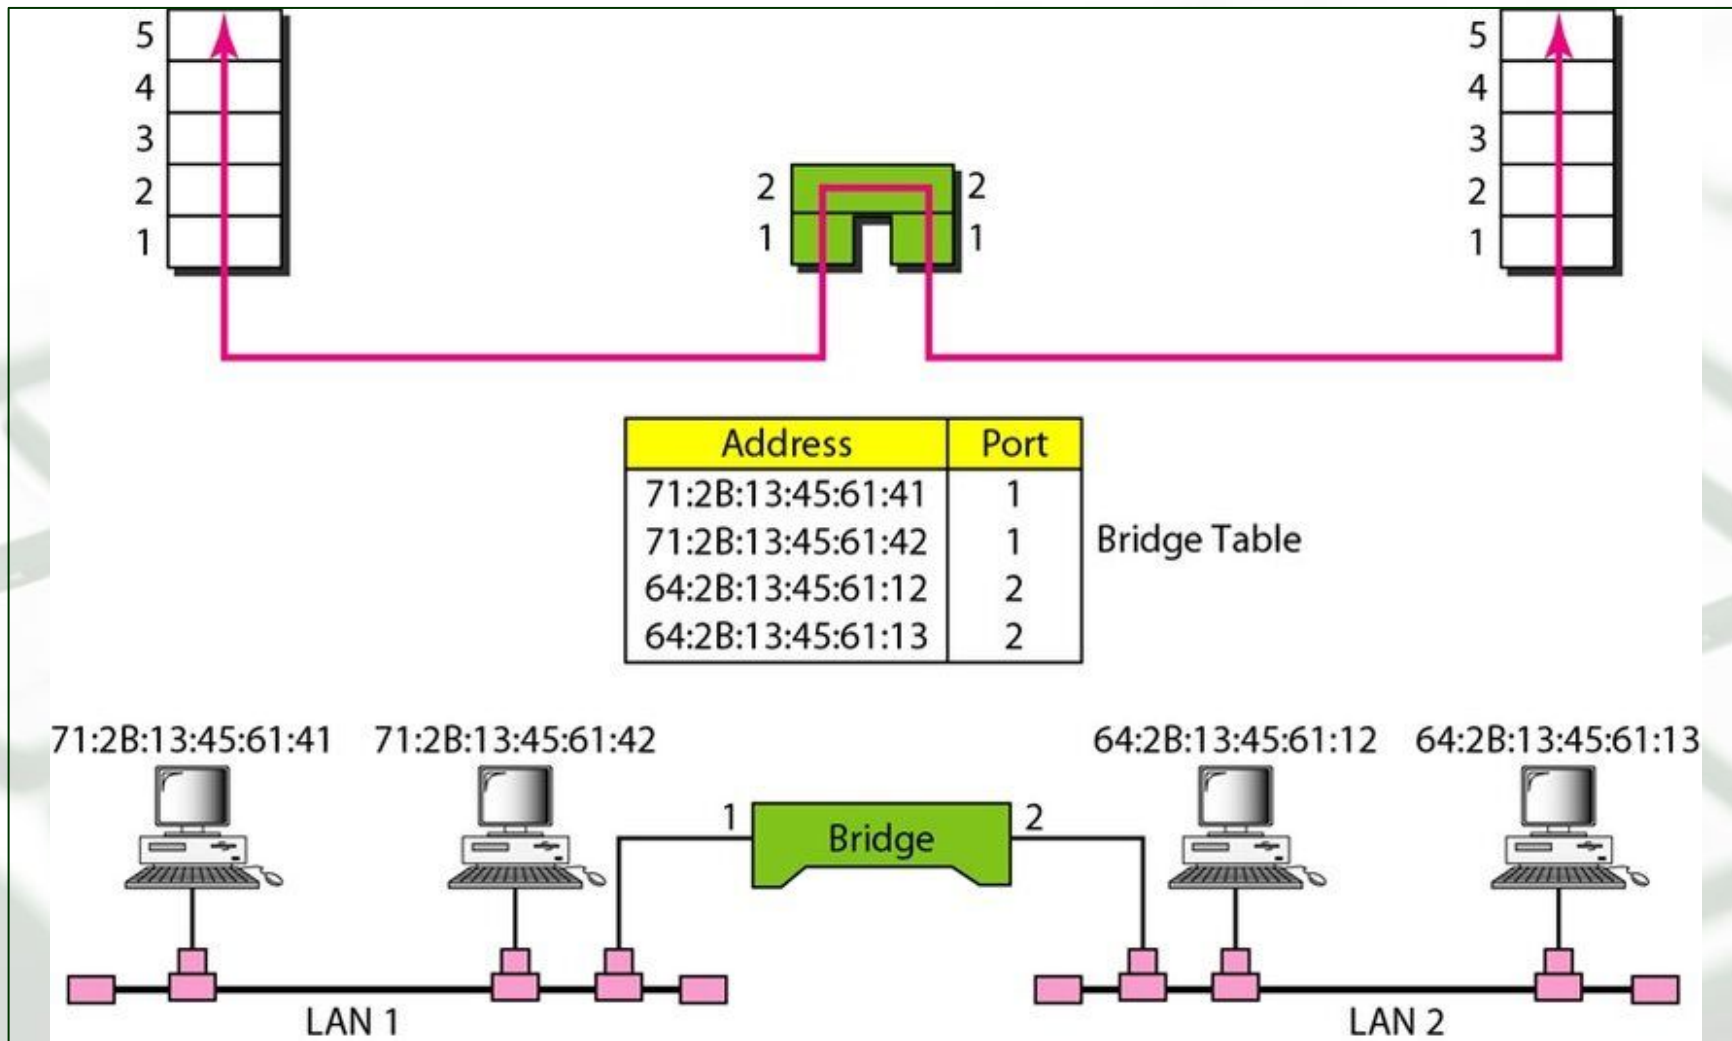 5 5
4 4
3 3
2 2 2 2
1 1 1 1
Address Port
71:2B:13:45:61:41 1
71:2B:13:45:61:42 1
Bridge Table
64:2B:13:45:61:12 2
64:2B:13:45:61:13 2
71:2B:13:45:61:41 71:2B:13:45:61:42 64:2B:13:45:61:12 64:2B:13:45:61:13
1 Bridge 2
LAN 1 LAN 2